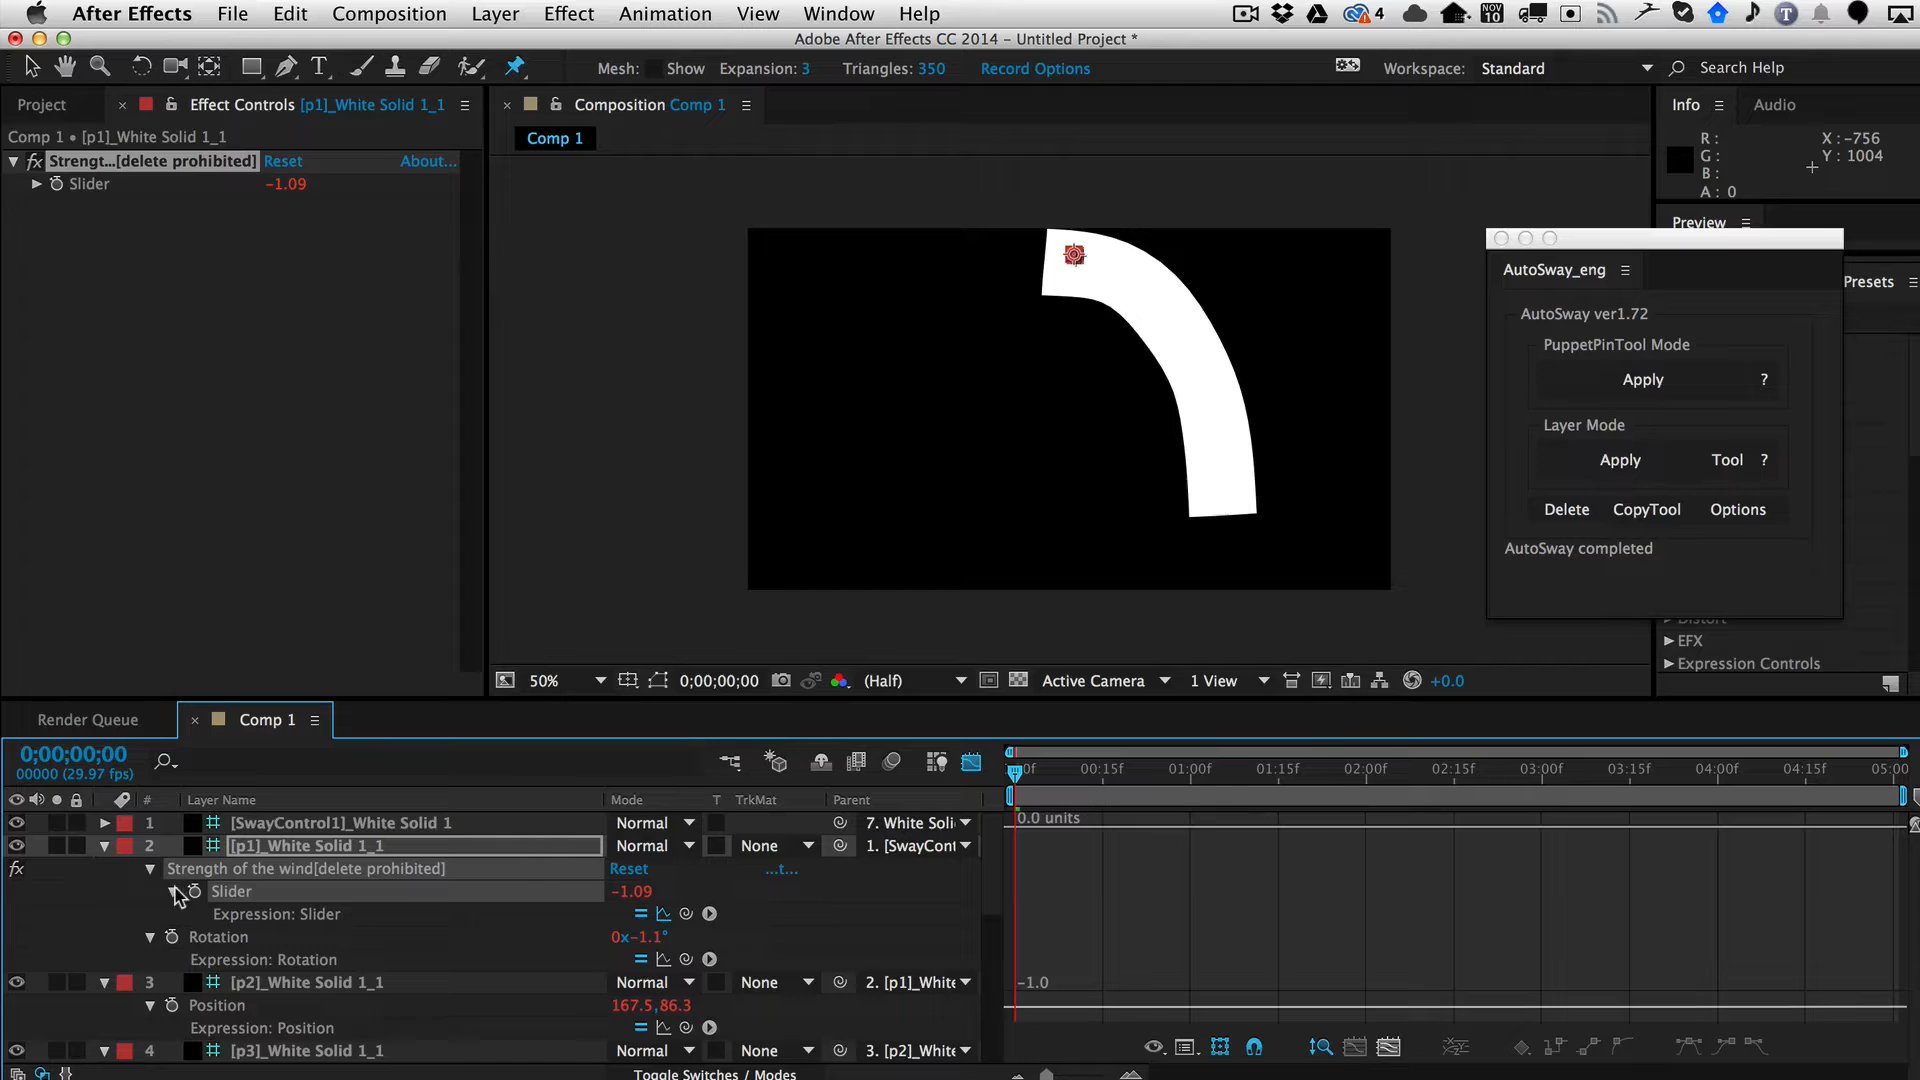 After Effects File Edit Composition Layer Effect Animation View Window Help
4 NOV 10 T
Adobe After Effects CC 2014 - Untitled Project *
T Mesh: Show Expansion: 3 Triangles: 350 Record Options Workspace: Standard Search Help
Project × Effect Controls [p1]_White Solid 1_1
Comp 1 • [p1]_White Solid 1_1
fx Strengt...[delete prohibited] Reset About...
Slider -1.09
× Composition Comp 1
Comp 1
Info Audio
R : X : -756
G : Y : 1004
B :
A : 0
Preview
Presets
AutoSway_eng
AutoSway ver1.72
PuppetPinTool Mode
Apply ?
Layer Mode
Apply Tool ?
Delete CopyTool Options
AutoSway completed
Distort
EFX
Expression Controls
50% 0;00;00;00 (Half) Active Camera 1 View +0.0
Render Queue × Comp 1
0;00;00;00
00000 (29.97 fps)
:00f 00:15f 01:00f 01:15f 02:00f 02:15f 03:00f 03:15f 04:00f 04:15f 05:00
# Layer Name Mode T TrkMat Parent
1 [SwayControl1]_White Solid 1 Normal 7. White Soli
0.0 units
2 [p1]_White Solid 1_1 Normal None 1. [SwayCont
fx Strength of the wind[delete prohibited] Reset ...t...
Slider -1.09
Expression: Slider
Rotation 0x-1.1°
Expression: Rotation
3 [p2]_White Solid 1_1 Normal None 2. [p1]_White
-1.0
Position 167.5,86.3
Expression: Position
4 [p3]_White Solid 1_1 Normal None 3. [p2]_White
Toggle Switches / Modes